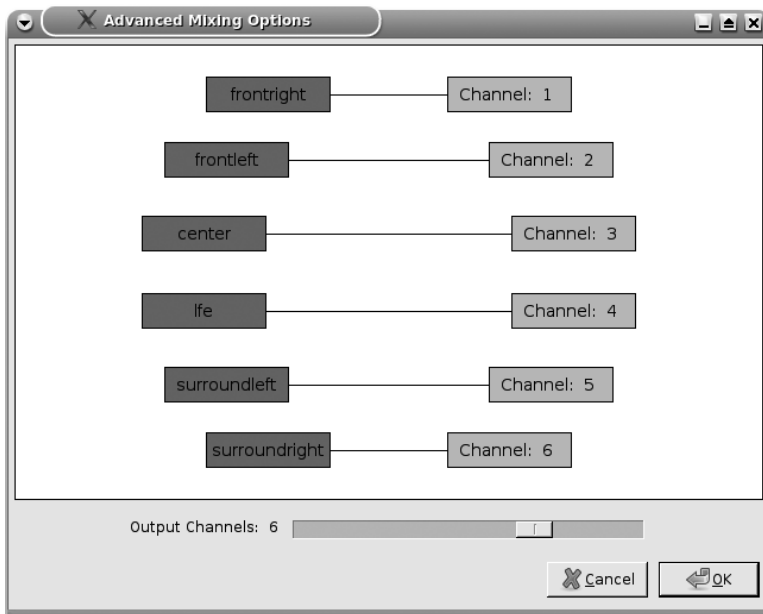 Advanced Mixing Options
frontright Channel: 1
frontleft Channel: 2
center Channel: 3
lfe Channel: 4
surroundleft Channel: 5
surroundright Channel: 6
Output Channels: 6
Cancel OK